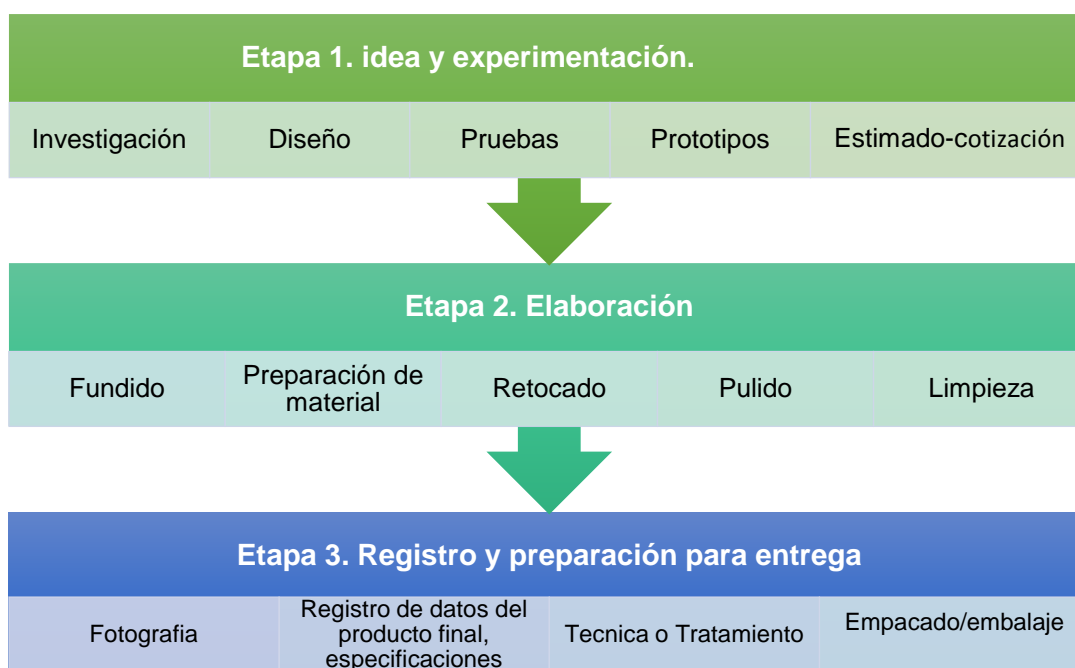 Etapa 1. idea y experimentación.
Investigación
Diseño
Pruebas
Prototipos
Estimado-cotización
Etapa 2. Elaboración
Fundido
Preparación de
material
Retocado
Pulido
Limpieza
Etapa 3. Registro y preparación para entrega
Fotografia
Registro de datos del
producto final,
especificaciones
Tecnica o Tratamiento
Empacado/embalaje